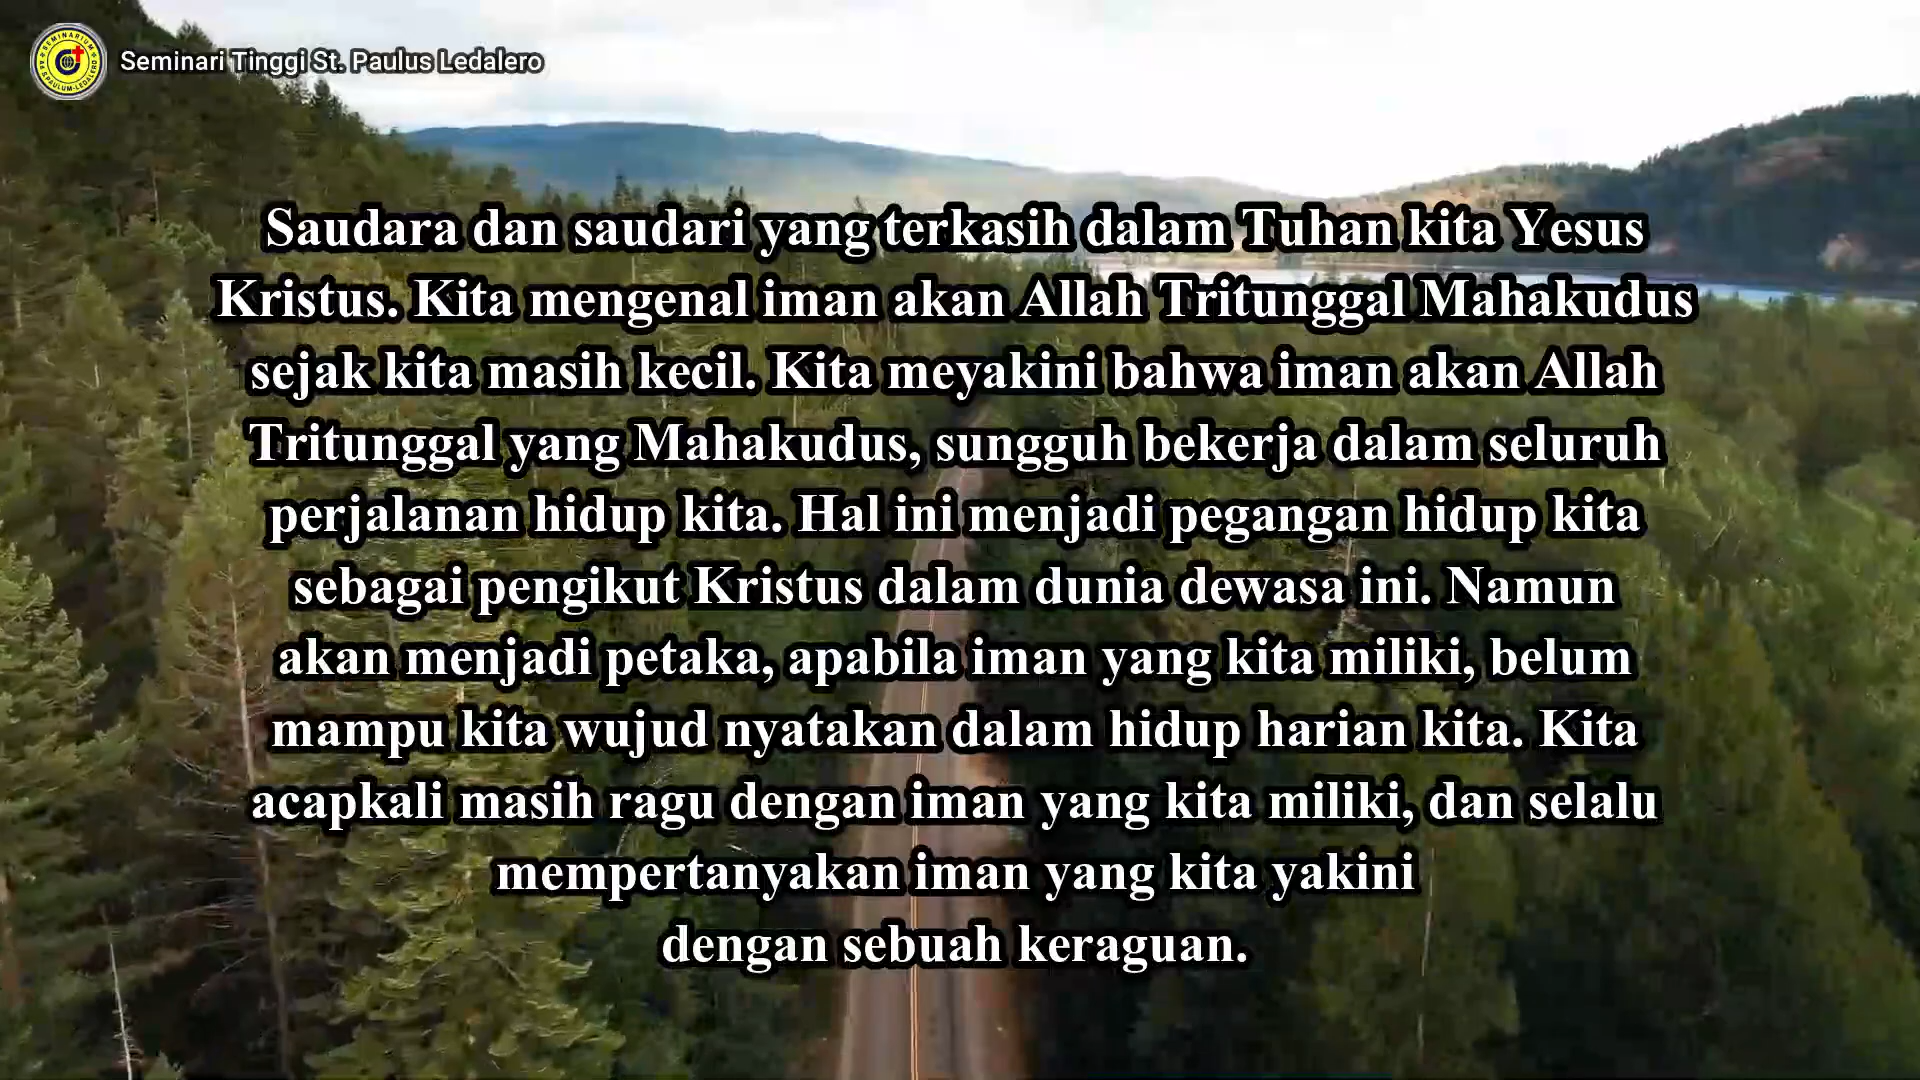 Seminari Tinggi St. Paulus Ledalero
Saudara dan saudari yang terkasih dalam Tuhan kita Yesus
Kristus. Kita mengenal iman akan Allah Tritunggal Mahakudus
sejak kita masih kecil. Kita meyakini bahwa iman akan Allah
Tritunggal yang Mahakudus, sungguh bekerja dalam seluruh
perjalanan hidup kita. Hal ini menjadi pegangan hidup kita
sebagai pengikut Kristus dalam dunia dewasa ini. Namun
akan menjadi petaka, apabila iman yang kita miliki, belum
mampu kita wujud nyatakan dalam hidup harian kita. Kita
acapkali masih ragu dengan iman yang kita miliki, dan selalu
mempertanyakan iman yang kita yakini
dengan sebuah keraguan.